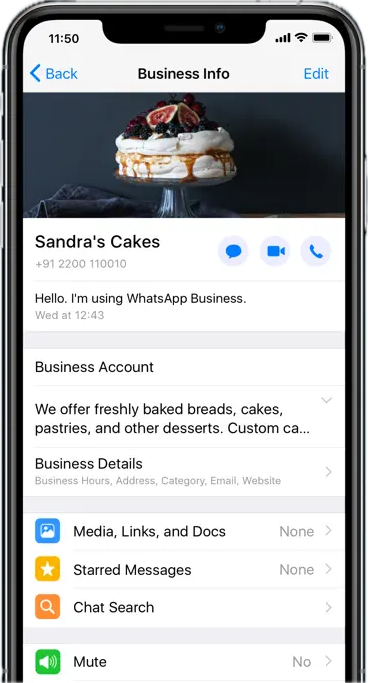 11:50
Back Business Info Edit
Sandra's Cakes
+91 2200 110010
Hello. I'm using WhatsApp Business.
Wed at 12:43
Business Account
We offer freshly baked breads, cakes,
pastries, and other desserts. Custom ca...
Business Details
Business Hours, Address, Category, Email, Website
Media, Links, and Docs None
Starred Messages None
Chat Search
Mute No